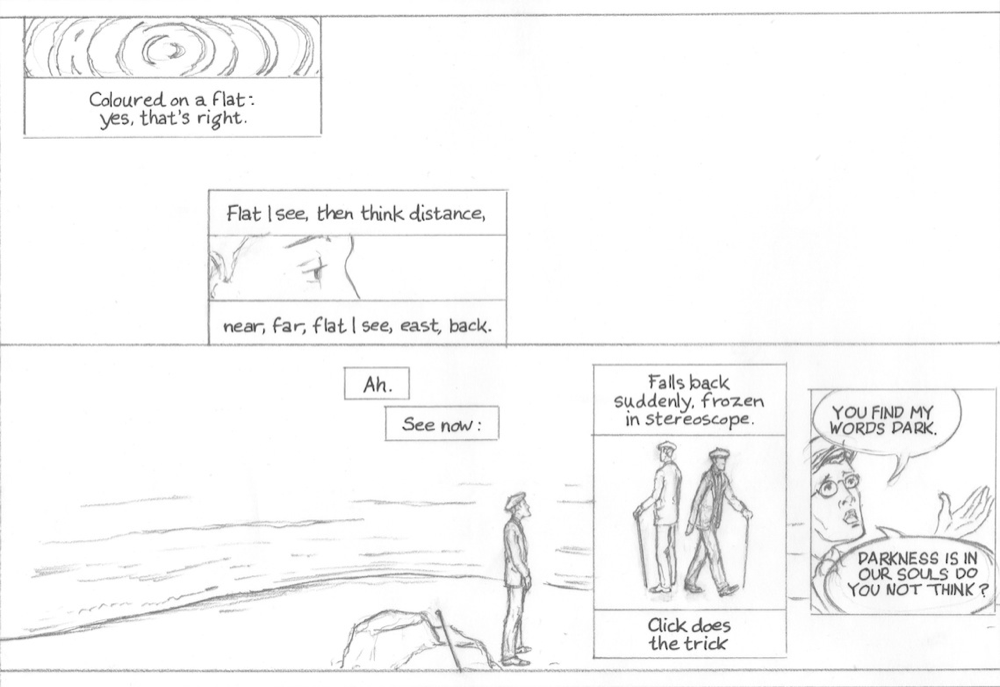 Coloured on a flat:
yes, that's right.
Flat I see, then think distance,
near, far, flat I see, east, back.
Ah.
See now:
Falls back
suddenly, frozen
in stereoscope.
Click does
the trick
YOU FIND MY
WORDS DARK.
DARKNESS IS IN
OUR SOULS DO
YOU NOT THINK?